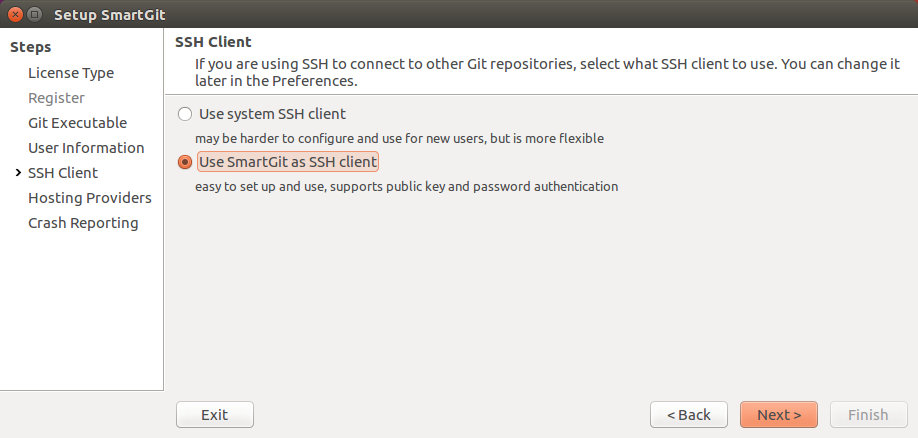 Setup SmartGit
Steps
License Type
Register
Git Executable
User Information
SSH Client
Hosting Providers
Crash Reporting
SSH Client
If you are using SSH to connect to other Git repositories, select what SSH client to use. You can change it
later in the Preferences.
Use system SSH client
may be harder to configure and use for new users, but is more flexible
Use SmartGit as SSH client
easy to set up and use, supports public key and password authentication
Exit
< Back
Next >
Finish